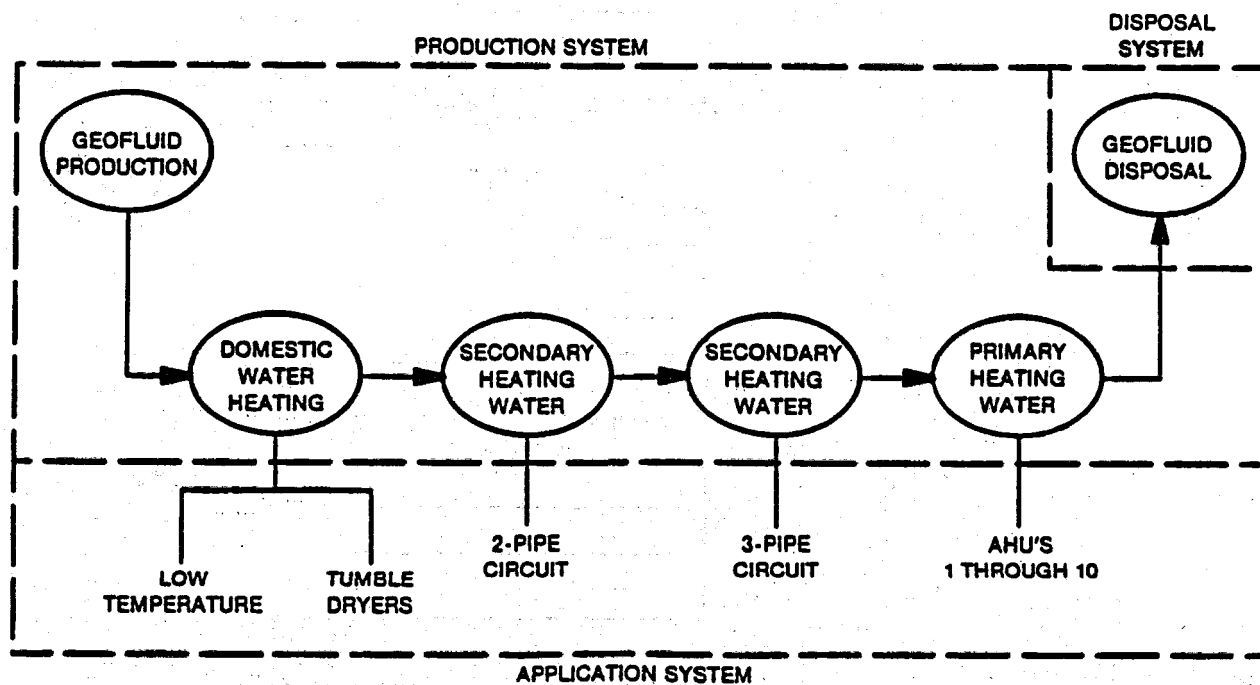 PRODUCTION SYSTEM
DISPOSAL
SYSTEM
GEOFLUID
PRODUCTION
GEOFLUID
DISPOSAL
DOMESTIC
WATER
HEATING
SECONDARY
HEATING
WATER
SECONDARY
HEATING
WATER
PRIMARY
HEATING
WATER
LOW
TEMPERATURE
TUMBLE
DRYERS
2-PIPE
CIRCUIT
3-PIPE
CIRCUIT
AHU'S
1 THROUGH 10
APPLICATION SYSTEM